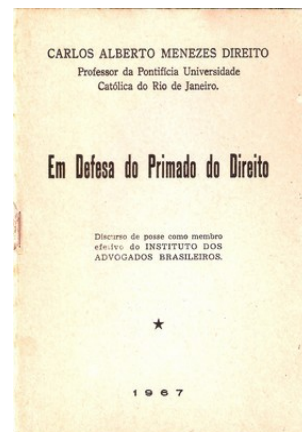 CARLOS ALBERTO MENEZES DIREITO
Professor da Pontifícia Universidade
Católica do Rio de Janeiro.
Em Defesa do Primado do Direito
Discurso de posse como membro
efetivo do INSTITUTO DOS
ADVOGADOS BRASILEIROS.
1967